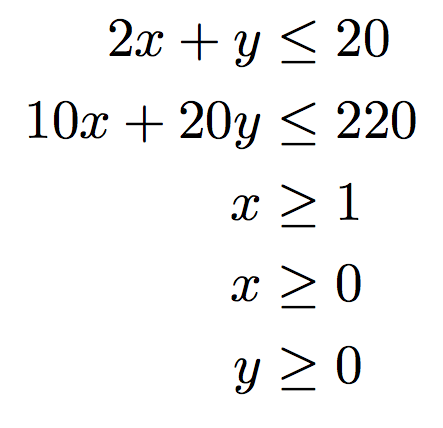 2x + y ≤ 20
10x + 20y ≤ 220
x ≥ 1
x ≥ 0
y ≥ 0